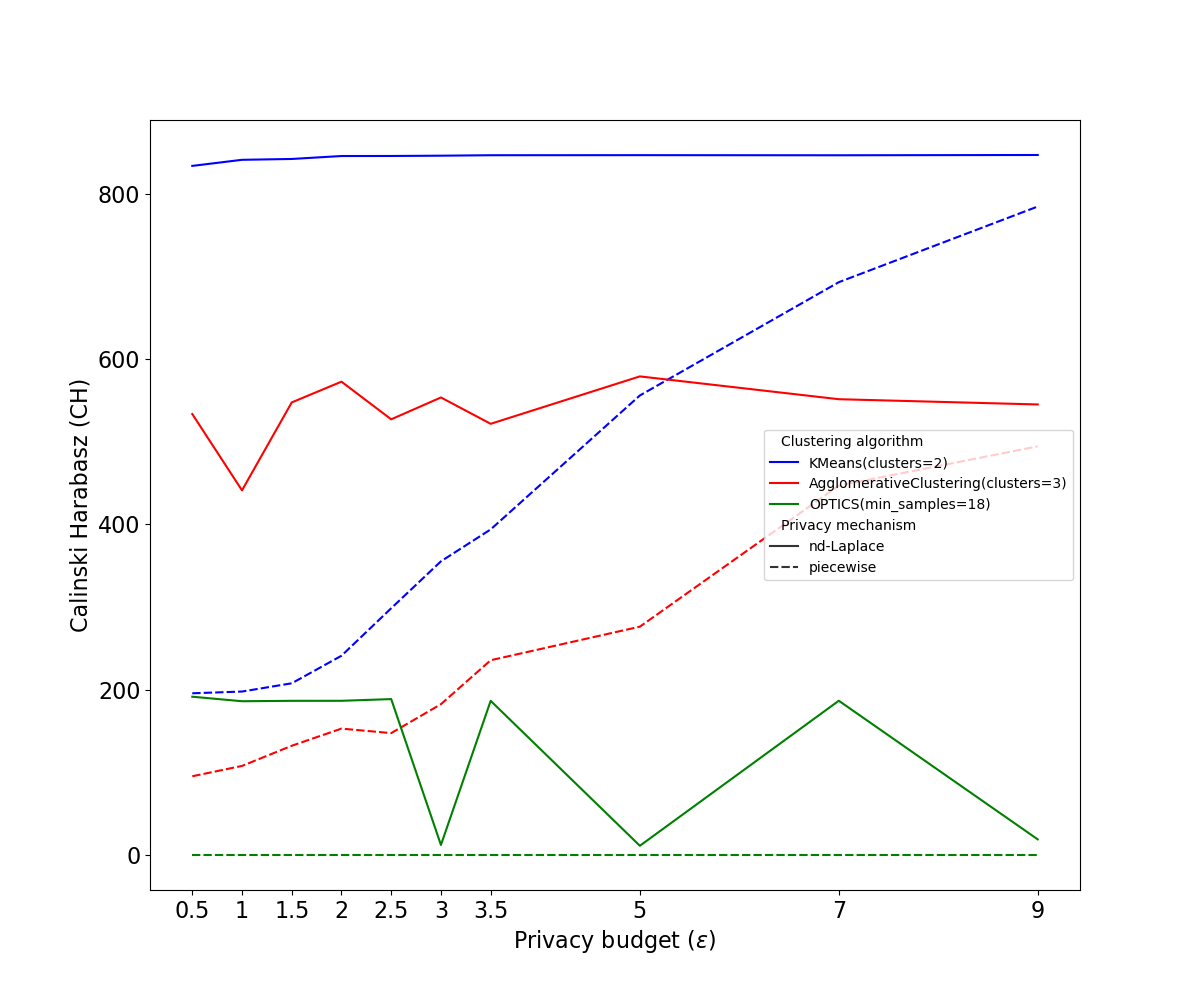 800
600
400
200
0
Calinski Harabasz (CH)
Clustering algorithm
KMeans(clusters=2)
AgglomerativeClustering(clusters=3)
OPTICS(min_samples=18)
Privacy mechanism
nd-Laplace
piecewise
0.5 1 1.5 2 2.5 3 3.5 5 7 9
Privacy budget (ε)